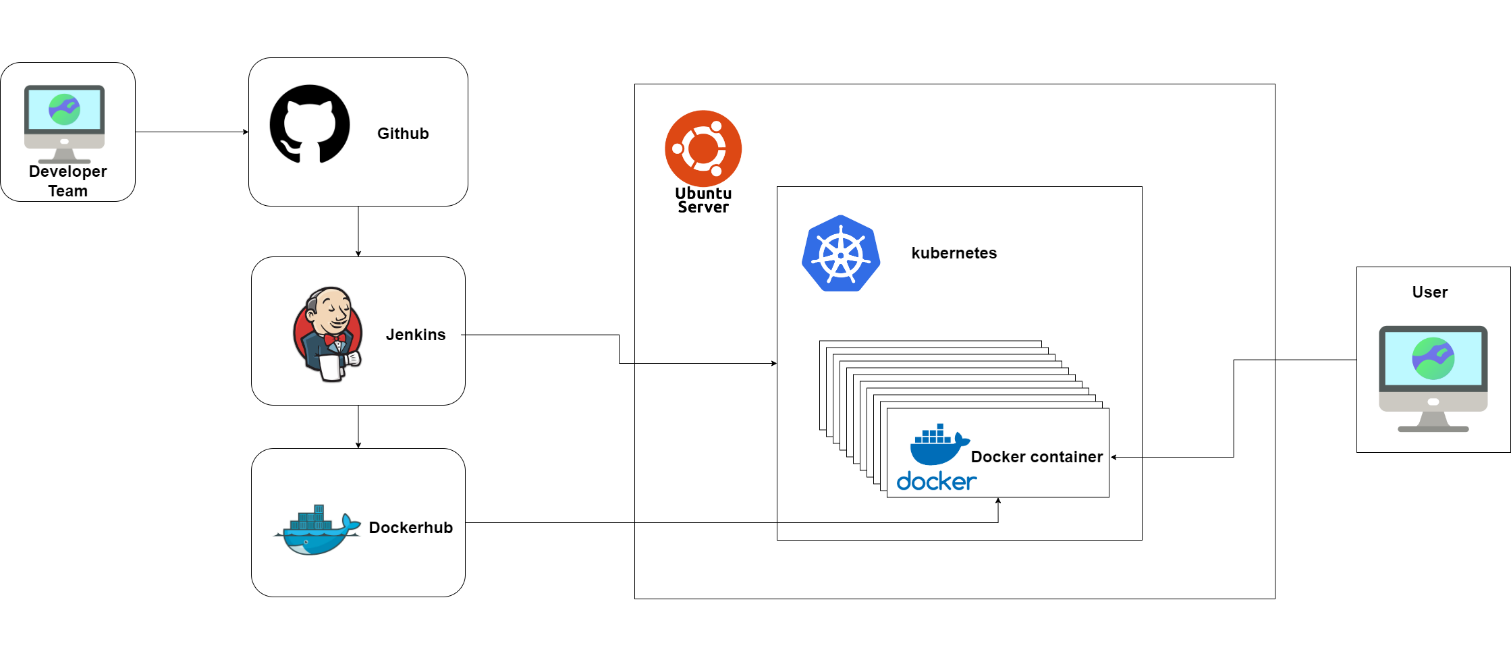 Developer
Team
Github
Ubuntu
Server
kubernetes
Jenkins
User
Docker container
docker
Dockerhub